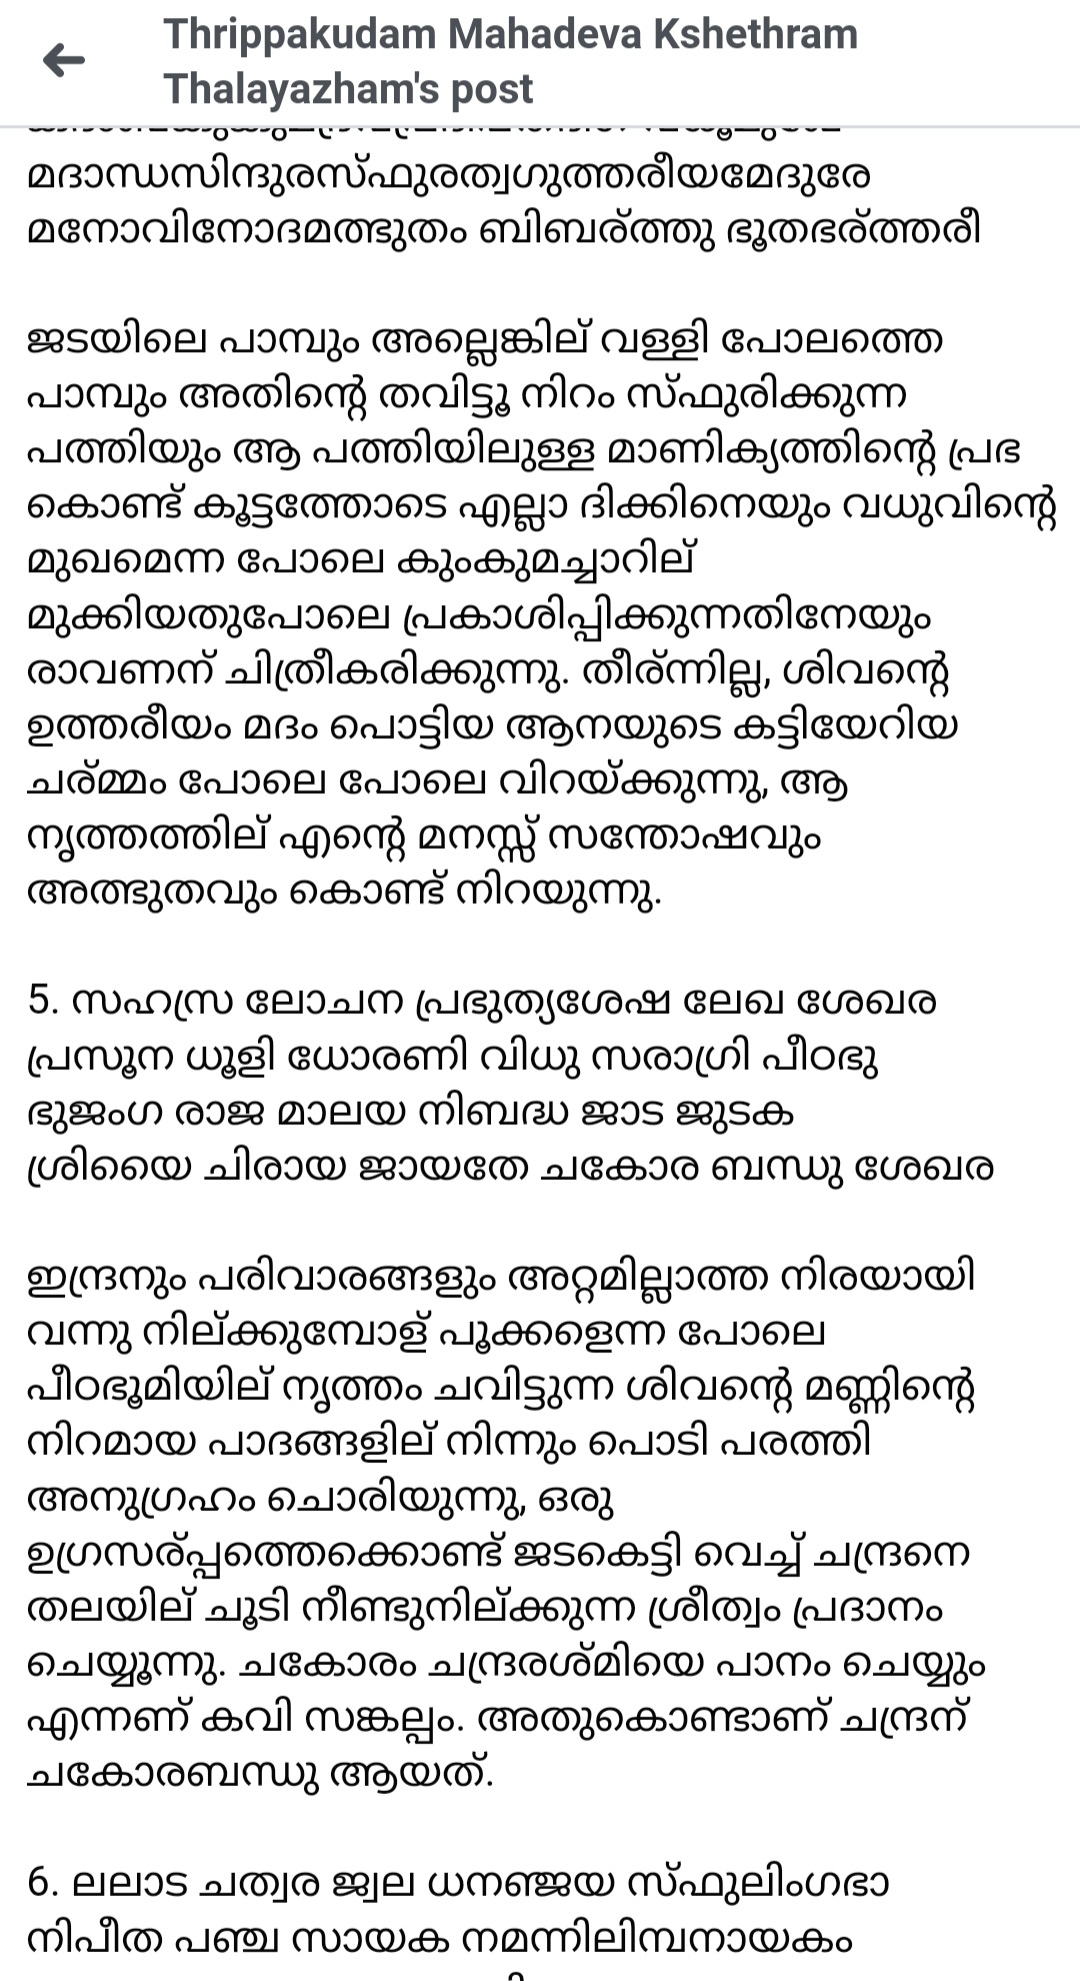 Thrippakudam Mahadeva Kshethram
Thalayazham's post
മദാന്ധസിന്ദുരസ്ഫുരത്വഗുത്തരീയമേദുരേ
മനോവിനോദമത്ഭുതം ബിബര്ത്തു ഭൂതഭര്ത്തരീ
ജടയിലെ പാമ്പും അല്ലെങ്കില് വള്ളി പോലത്തെ
പാമ്പും അതിന്റെ തവിട്ടൂ നിറം സ്ഫുരിക്കുന്ന
പത്തിയും ആ പത്തിയിലുള്ള മാണിക്യത്തിന്റെ പ്രഭ
കൊണ്ട് കൂട്ടത്തോടെ എല്ലാ ദിക്കിനെയും വധുവിന്റെ
മുഖമെന്ന പോലെ കുംകുമച്ചാറില്
മുക്കിയതുപോലെ പ്രകാശിപ്പിക്കുന്നതിനേയും
രാവണന് ചിത്രീകരിക്കുന്നു. തീര്ന്നില്ല, ശിവന്റെ
ഉത്തരീയം മദം പൊട്ടിയ ആനയുടെ കട്ടിയേറിയ
ചര്മ്മം പോലെ പോലെ വിറയ്ക്കുന്നു, ആ
നൃത്തത്തില് എന്റെ മനസ്സ് സന്തോഷവും
അത്ഭുതവും കൊണ്ട് നിറയുന്നു.
5. സഹസ്ര ലോചന പ്രഭുത്യശേഷ ലേഖ ശേഖര
പ്രസൂന ധൂളി ധോരണി വിധു സരാഗ്രി പീഠഭു
ഭുജംഗ രാജ മാലയ നിബദ്ധ ജാട ജുടക
ശ്രിയൈ ചിരായ ജായതേ ചകോര ബന്ധു ശേഖര
ഇന്ദ്രനും പരിവാരങ്ങളും അറ്റമില്ലാത്ത നിരയായി
വന്നു നില്ക്കുമ്പോള് പൂക്കളെന്ന പോലെ
പീഠഭൂമിയില് നൃത്തം ചവിട്ടുന്ന ശിവന്റെ മണ്ണിന്റെ
നിറമായ പാദങ്ങളില് നിന്നും പൊടി പരത്തി
അനുഗ്രഹം ചൊരിയുന്നു, ഒരു
ഉഗ്രസര്പ്പത്തെക്കൊണ്ട് ജടകെട്ടി വെച്ച് ചന്ദ്രനെ
തലയില് ചൂടി നീണ്ടുനില്ക്കുന്ന ശ്രീത്വം പ്രദാനം
ചെയ്യൂന്നു. ചകോരം ചന്ദ്രരശ്മിയെ പാനം ചെയ്യും
എന്നണ് കവി സങ്കല്പം. അതുകൊണ്ടാണ് ചന്ദ്രന്
ചകോരബന്ധു ആയത്.
6. ലലാട ചത്വര ജ്വല ധനഞ്ജയ സ്ഫുലിംഗഭാ
നിപീത പഞ്ച സായക നമന്നിലിമ്പനായകം